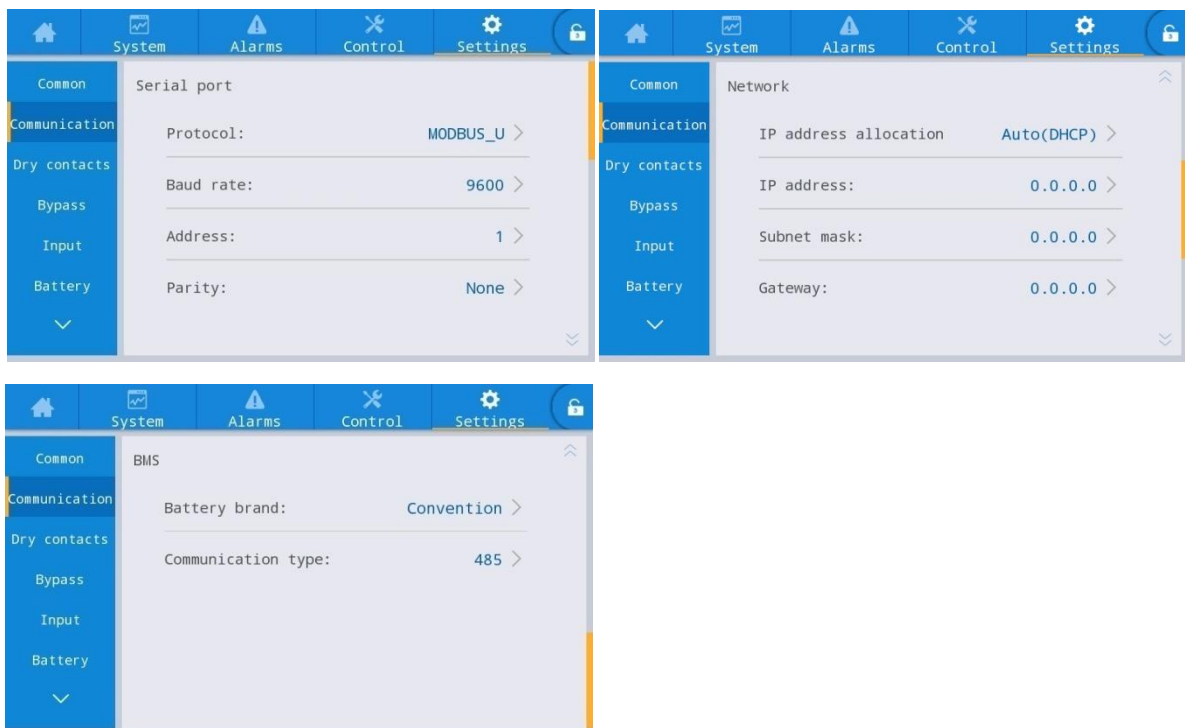 System Alarms Control Settings
Common
Communication
Dry contacts
Bypass
Input
Battery
Serial port
Protocol: MODBUS_U
Baud rate: 9600
Address: 1
Parity: None
System Alarms Control Settings
Common
Communication
Dry contacts
Bypass
Input
Battery
Network
IP address allocation Auto(DHCP)
IP address: 0.0.0.0
Subnet mask: 0.0.0.0
Gateway: 0.0.0.0
System Alarms Control Settings
Common
Communication
Dry contacts
Bypass
Input
Battery
BMS
Battery brand: Convention
Communication type: 485